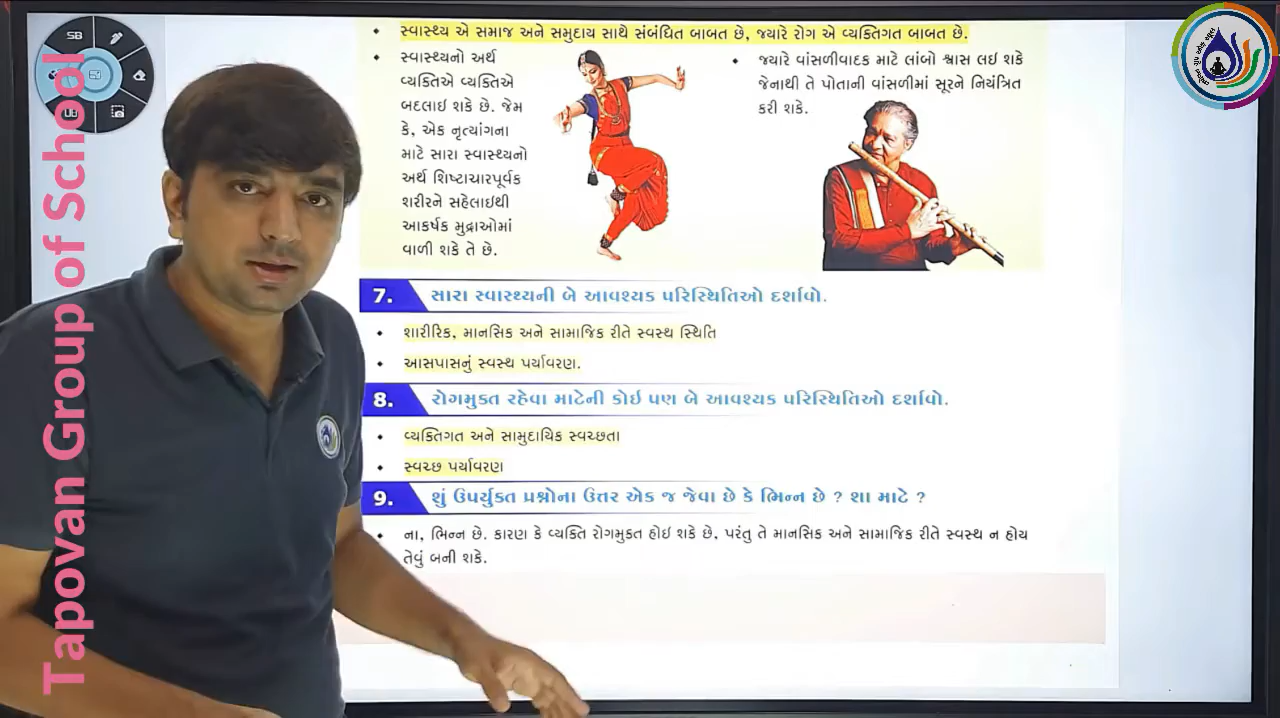 સ્વાસ્થ્ય એ સમાજ અને સમુદાય સાથે સંબંધિત બાબત છે, જ્યારે રોગ એ વ્યક્તિગત બાબત છે.
સ્વાસ્થ્યનો અર્થ
વ્યક્તિએ વ્યક્તિએ
બદલાઇ શકે છે. જેમ
કે, એક નૃત્યાંગના
માટે સારા સ્વાસ્થ્યનો
અર્થ શિષ્ટાચારપૂર્વક
શરીરને સહેલાઇથી
આકર્ષક મુદ્રાઓમાં
વાળી શકે તે છે.
જ્યારે વાંસળીવાદક માટે લાંબો શ્વાસ લઇ શકે
જેનાથી તે પોતાની વાંસળીમાં સૂરને નિયંત્રિત
કરી શકે.
7. સારા સ્વાસ્થ્યની બે આવશ્યક પરિસ્થિતિઓ દર્શાવો.
શારીરિક, માનસિક અને સામાજિક રીતે સ્વસ્થ સ્થિતિ
આસપાસનું સ્વસ્થ પર્યાવરણ.
8. રોગમુક્ત રહેવા માટેની કોઇ પણ બે આવશ્યક પરિસ્થિતિઓ દર્શાવો.
વ્યક્તિગત અને સામુદાયિક સ્વચ્છતા
સ્વચ્છ પર્યાવરણ
9. શું ઉપર્યુક્ત પ્રશ્નોના ઉત્તર એક જ જેવા છે કે ભિન્ન છે ? શા માટે ?
ના, ભિન્ન છે. કારણ કે વ્યક્તિ રોગમુક્ત હોઇ શકે છે, પરંતુ તે માનસિક અને સામાજિક રીતે સ્વસ્થ ન હોય
તેવું બની શકે.
Tapovan Group of School
SB